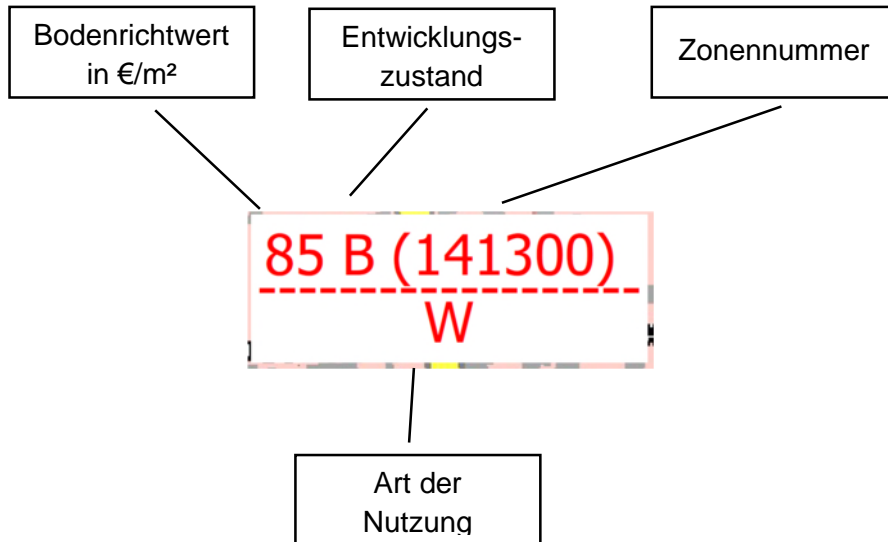 Bodenrichtwert
in €/m²
Entwicklungs-
zustand
Zonennummer
85 B (141300)
W
Art der
Nutzung